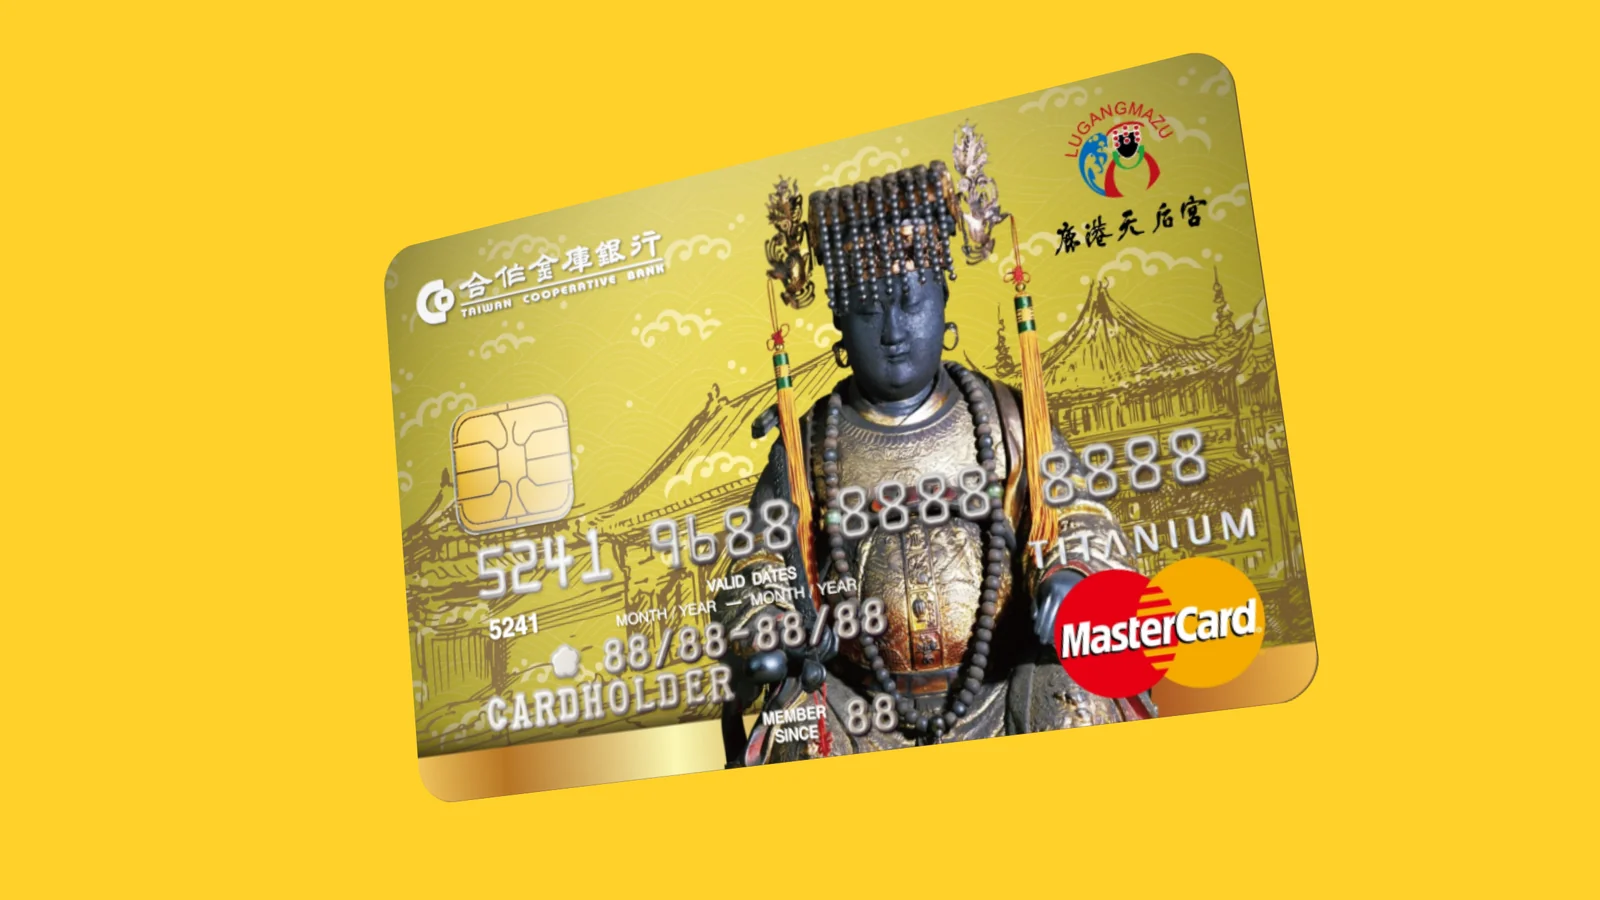 LUGANGMAZU
鹿港天后宮
合作金庫銀行
TAIWAN COOPERATIVE BANK
5241 9688 8888 8888
TITANIUM
5241
VALID DATES
MONTH / YEAR — MONTH / YEAR
88/88-88/88
CARDHOLDER
MEMBER SINCE 88
MasterCard